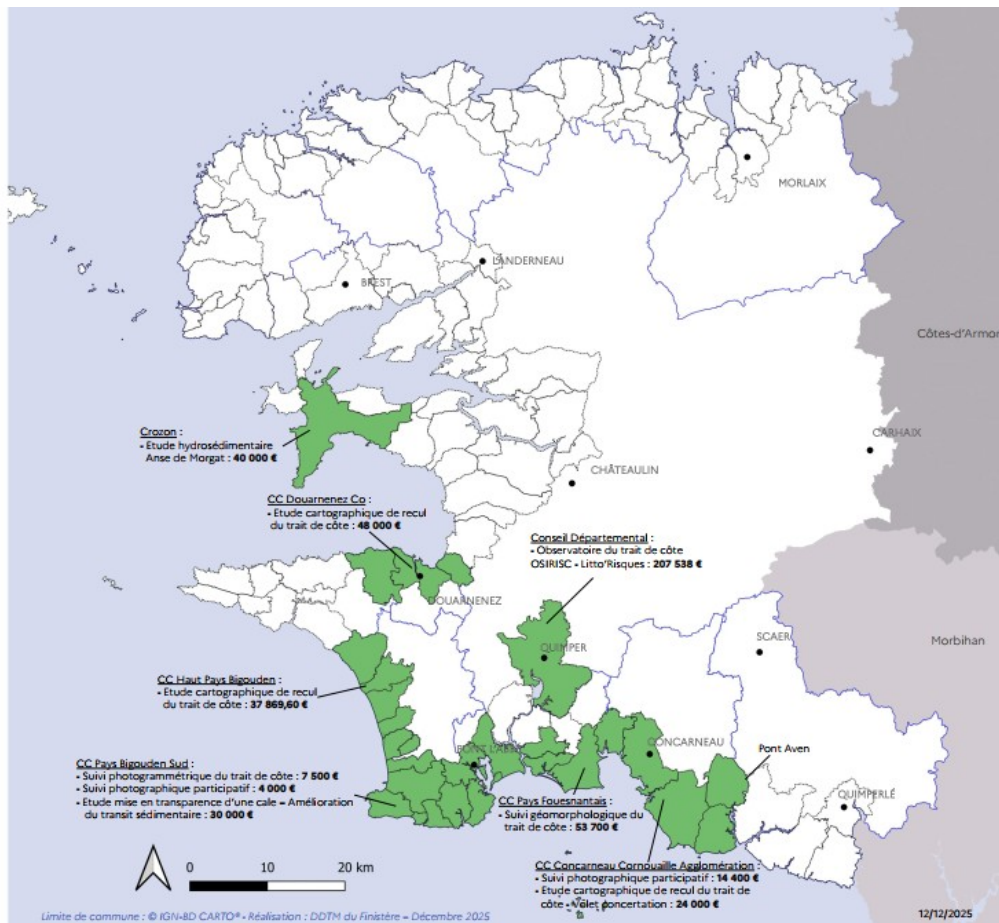 MORLAIX
LANDERNEAU
BREST
Côtes-d'Armor
Crozon :
- Etude hydrosédimentaire
Anse de Morgat : 40 000 €
CARHAIX
CHÂTEAULIN
CC Douarnenez Co :
- Etude cartographique de recul
du trait de côte : 48 000 €
Conseil Départemental :
- Observatoire du trait de côte
OSIRISC - Litto'Risques : 207 538 €
DOUARNENEZ
SCAER
Morbihan
QUIMPER
CC Haut Pays Bigouden :
- Etude cartographique de recul
du trait de côte : 37 869,60 €
CONCARNEAU
Pont Aven
PONT L'ABBE
CC Pays Bigouden Sud :
- Suivi photogrammétrique du trait de côte : 7 500 €
- Suivi photographique participatif : 4 000 €
- Etude mise en transparence d'une cale – Amélioration
du transit sédimentaire : 30 000 €
QUIMPERLÉ
CC Pays Fouesnantais :
- Suivi géomorphologique du
trait de côte : 53 700 €
CC Concarneau Cornouaille Agglomération :
- Suivi photographique participatif : 14 400 €
- Etude cartographique de recul du trait de
côte - Volet concertation : 24 000 €
0 10 20 km
Limite de commune : © IGN-BD CARTO® - Réalisation : DDTM du Finistère – Décembre 2025
12/12/2025